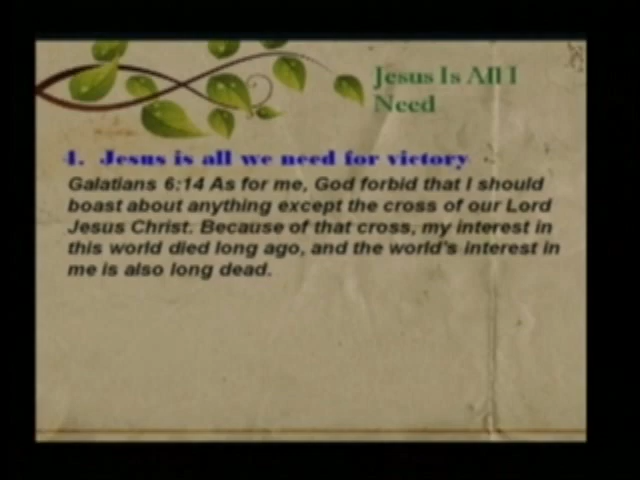 Jesus Is All I
Need
4. Jesus is all we need for victory
Galatians 6:14 As for me, God forbid that I should
boast about anything except the cross of our Lord
Jesus Christ. Because of that cross, my interest in
this world died long ago, and the world's interest in
me is also long dead.